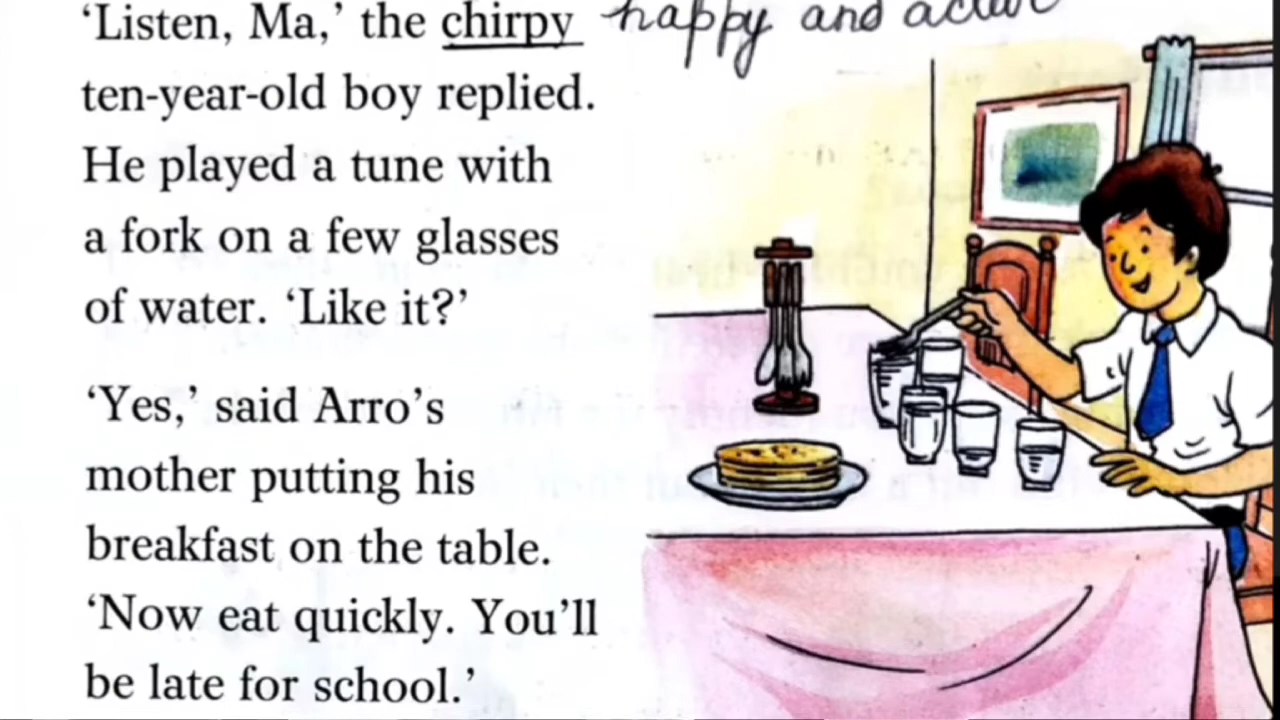 ‘Listen, Ma,’ the chirpy happy and active
ten-year-old boy replied.
He played a tune with
a fork on a few glasses
of water. ‘Like it?’
‘Yes,’ said Arro’s
mother putting his
breakfast on the table.
‘Now eat quickly. You’ll
be late for school.’